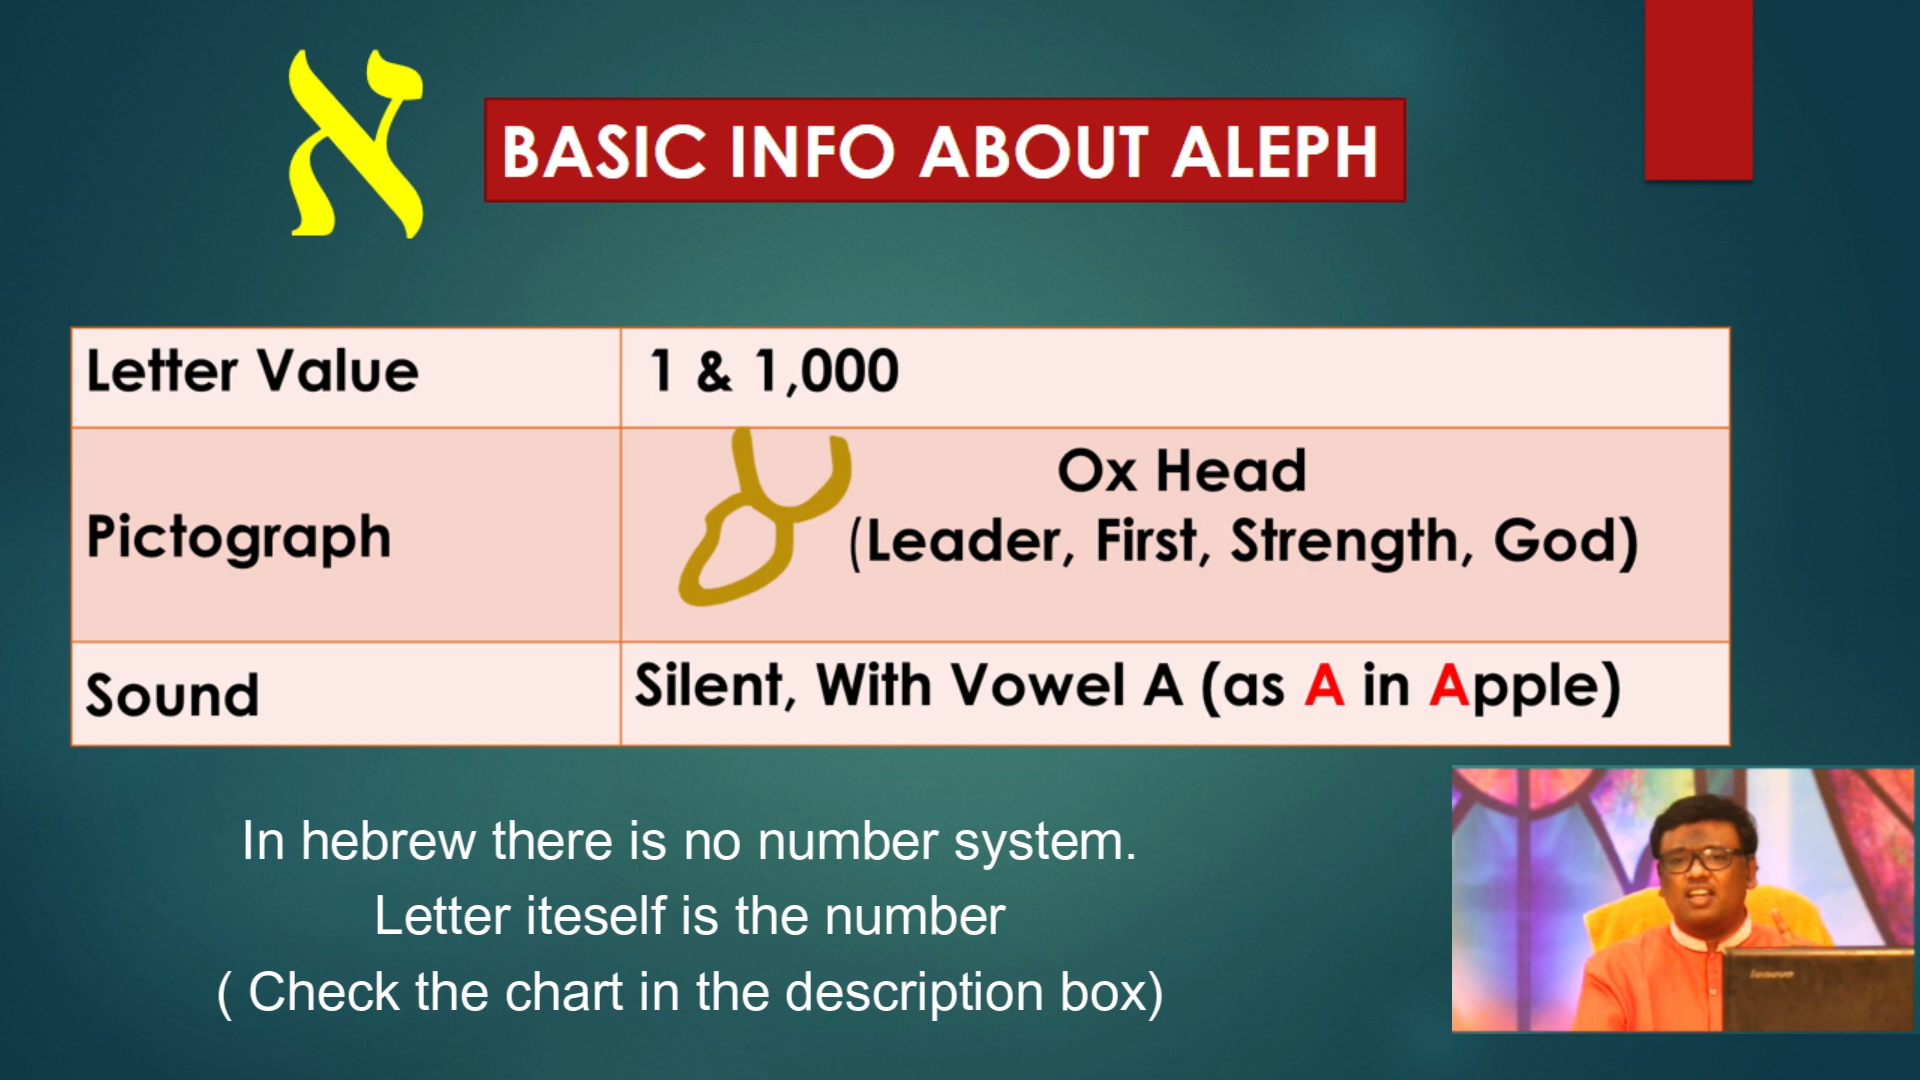 א
BASIC INFO ABOUT ALEPH
Letter Value 1 & 1,000
Pictograph Ox Head
(Leader, First, Strength, God)
Sound Silent, With Vowel A (as A in Apple)
In hebrew there is no number system.
Letter iteself is the number
( Check the chart in the description box)
lenovo